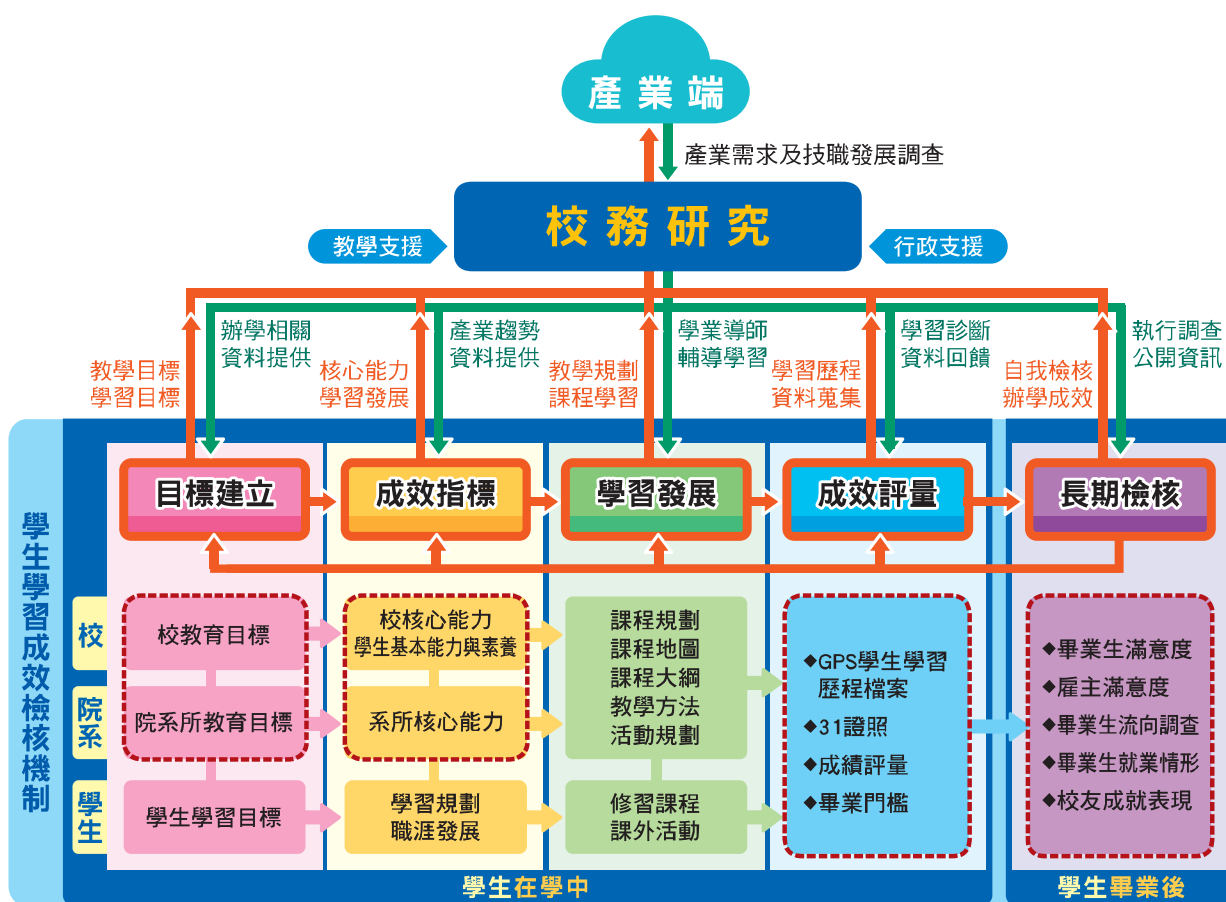 產業端
產業需求及技職發展調查
校務研究
教學支援
行政支援
辦學相關
資料提供
產業趨勢
資料提供
學業導師
輔導學習
學習診斷
資料回饋
執行調查
公開資訊
教學目標
學習目標
核心能力
學習發展
教學規劃
課程學習
學習歷程
資料蒐集
自我檢核
辦學成效
學生學習成效檢核機制
目標建立
成效指標
學習發展
成效評量
長期檢核
校
院系
學生
校教育目標
院系所教育目標
學生學習目標
校核心能力
學生基本能力與素養
系所核心能力
學習規劃
職涯發展
課程規劃
課程地圖
課程大綱
教學方法
活動規劃
修習課程
課外活動
◆GPS學生學習
歷程檔案
◆31證照
◆成績評量
◆畢業門檻
◆畢業生滿意度
◆雇主滿意度
◆畢業生流向調查
◆畢業生就業情形
◆校友成就表現
學生在學中
學生畢業後